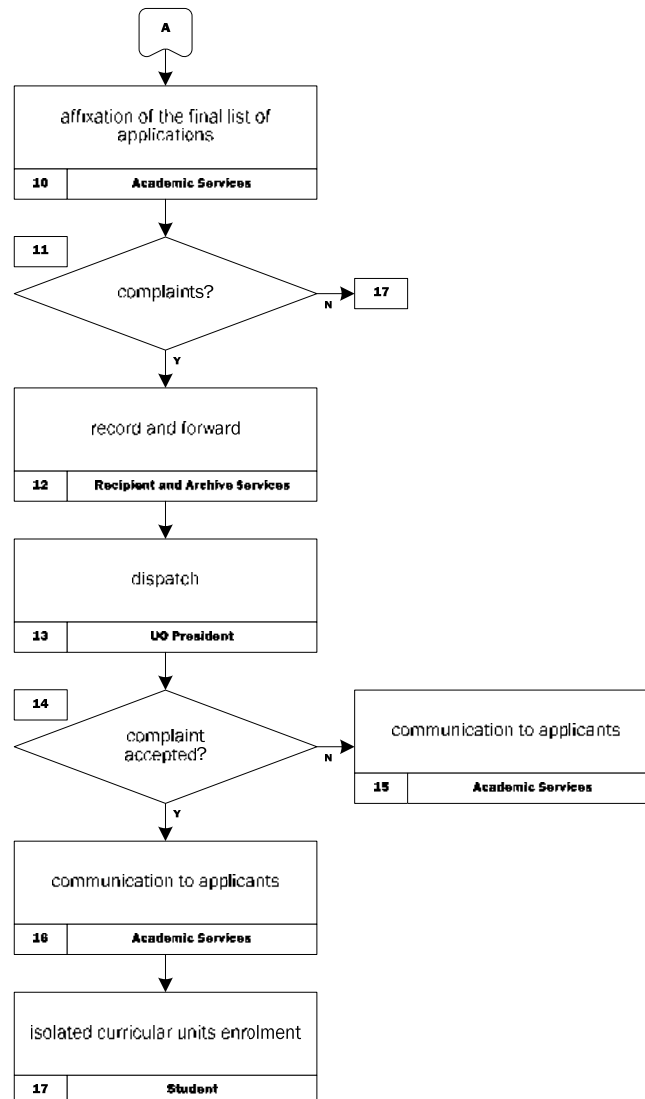 A
affixation of the final list of
applications
10 Academic Services
11
complaints?
N
17
Y
record and forward
12 Recipient and Archive Services
dispatch
13 UO President
14
complaint
accepted?
N
communication to applicants
15 Academic Services
Y
communication to applicants
16 Academic Services
isolated curricular units enrolment
17 Student